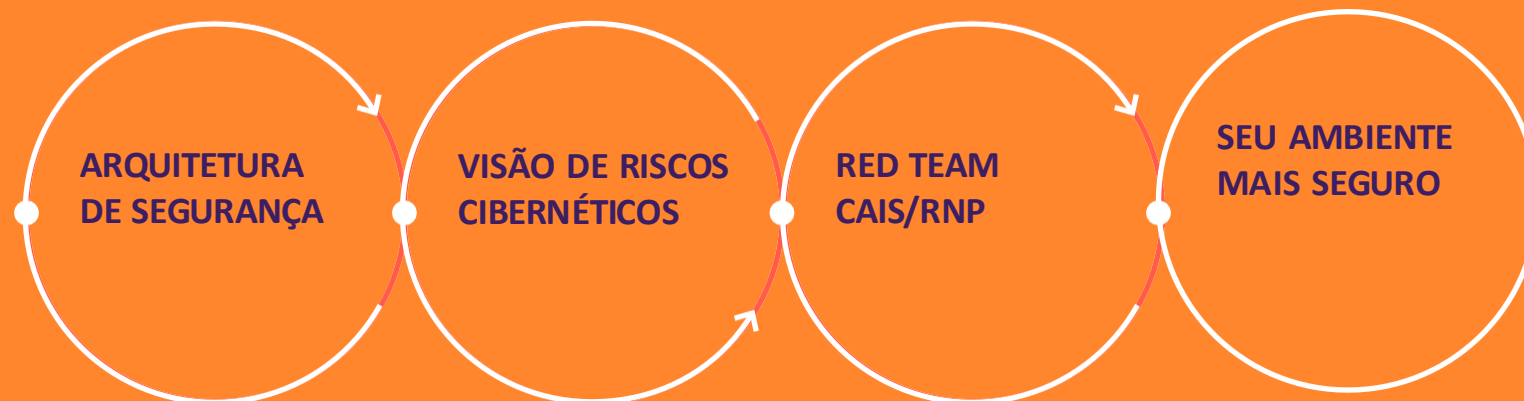 ARQUITETURA
DE SEGURANÇA
VISÃO DE RISCOS
CIBERNÉTICOS
RED TEAM
CAIS/RNP
SEU AMBIENTE
MAIS SEGURO